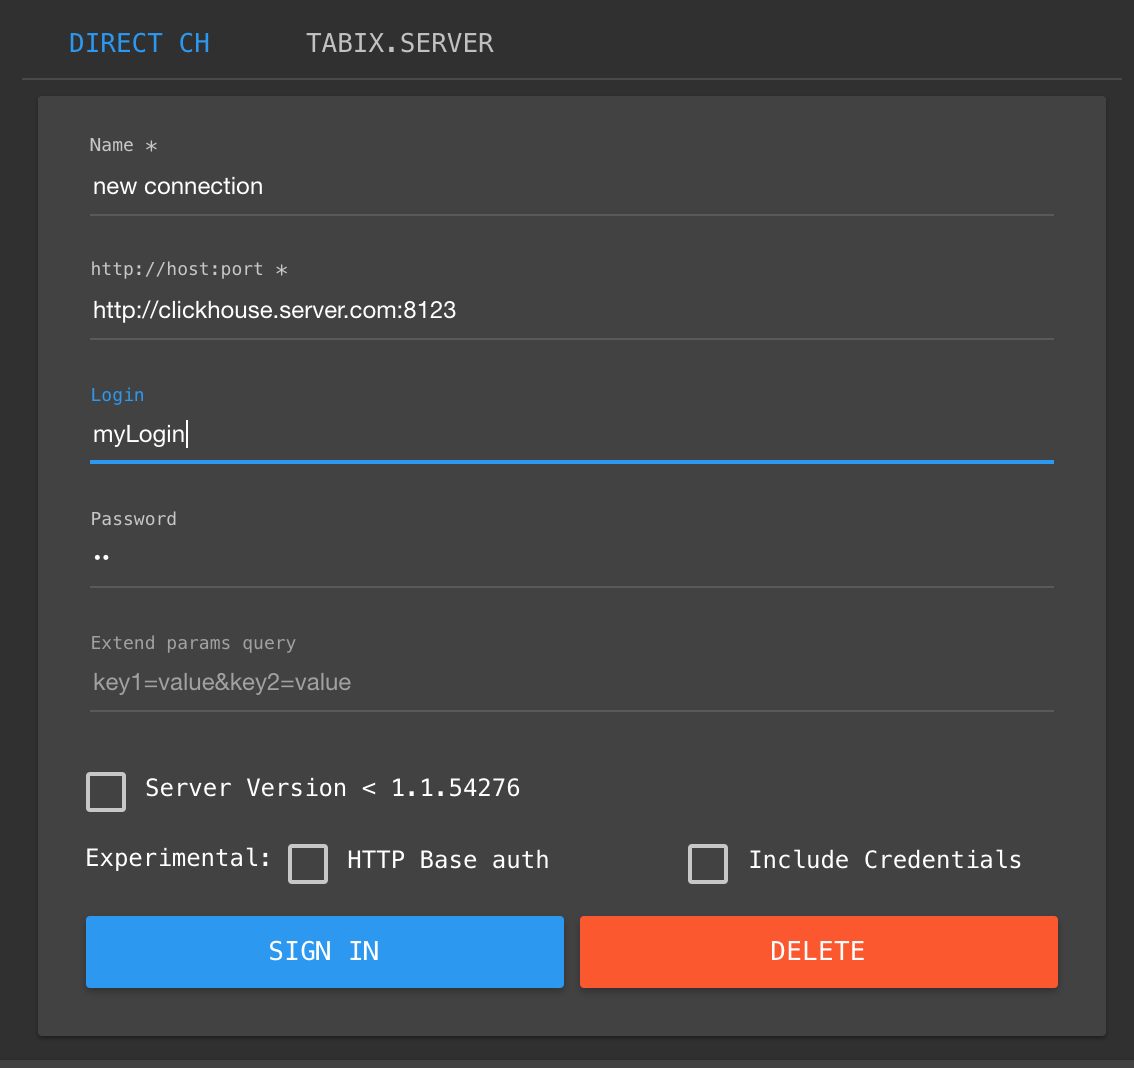 DIRECT CH TABIX.SERVER
Name *
new connection
http://host:port *
http://clickhouse.server.com:8123
Login
myLogin
Password
••
Extend params query
key1=value&key2=value
Server Version < 1.1.54276
Experimental: HTTP Base auth Include Credentials
SIGN IN DELETE